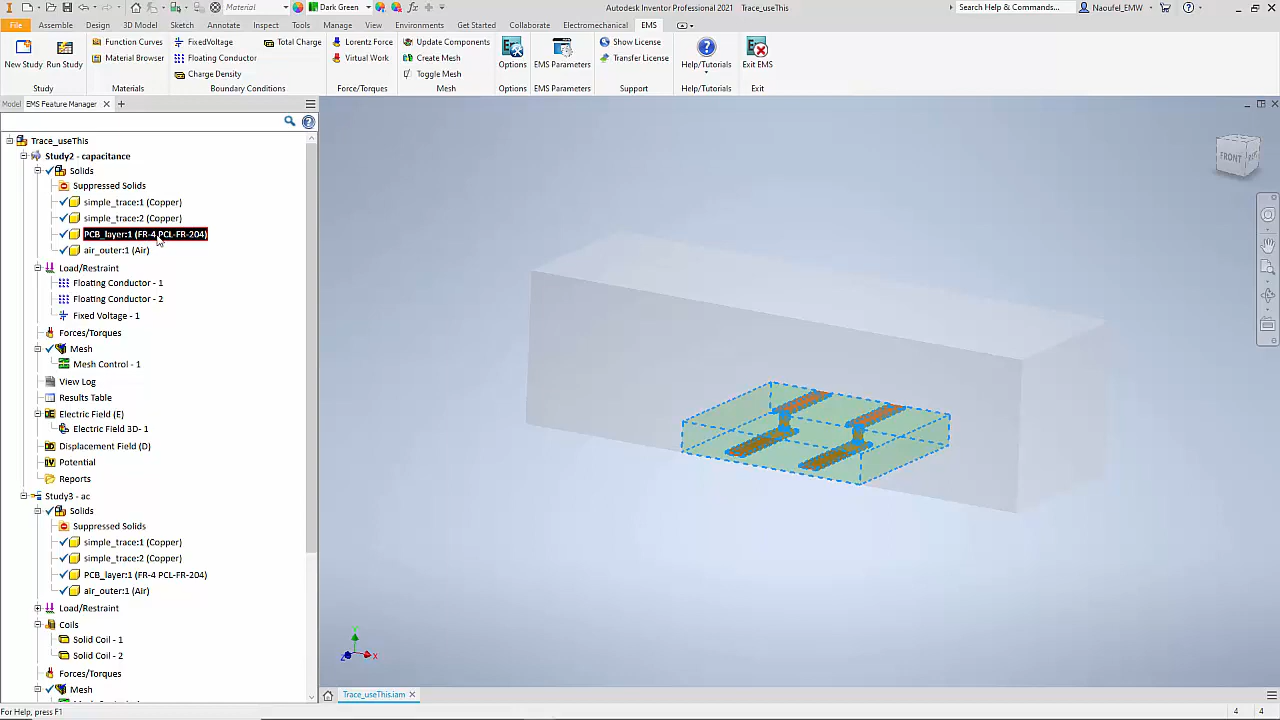 Material
Dark Green
Autodesk Inventor Professional 2021 Trace_useThis
Search Help & Commands...
Naoufel_EMW
File Assemble Design 3D Model Sketch Annotate Inspect Tools Manage View Environments Get Started Collaborate Electromechanical EMS
New Study
Run Study
Function Curves
Material Browser
FixedVoltage
Floating Conductor
Charge Density
Total Charge
Lorentz Force
Virtual Work
Update Components
Create Mesh
Toggle Mesh
Options
EMS Parameters
Show License
Transfer License
Help/Tutorials
Exit EMS
Study Materials Boundary Conditions Force/Torques Mesh Options EMS Parameters Support Help/Tutorials Exit
Model EMS Feature Manager
Trace_useThis
Study2 - capacitance
Solids
Suppressed Solids
simple_trace:1 (Copper)
simple_trace:2 (Copper)
PCB_layer:1 (FR-4 PCL-FR-204)
air_outer:1 (Air)
Load/Restraint
Floating Conductor - 1
Floating Conductor - 2
Fixed Voltage - 1
Forces/Torques
Mesh
Mesh Control - 1
View Log
Results Table
Electric Field (E)
Electric Field 3D- 1
Displacement Field (D)
Potential
Reports
Study3 - ac
Solids
Suppressed Solids
simple_trace:1 (Copper)
simple_trace:2 (Copper)
PCB_layer:1 (FR-4 PCL-FR-204)
air_outer:1 (Air)
Load/Restraint
Coils
Solid Coil - 1
Solid Coil - 2
Forces/Torques
Mesh
FRONT
Y
Z
X
Trace_useThis.iam
For Help, press F1
4 4